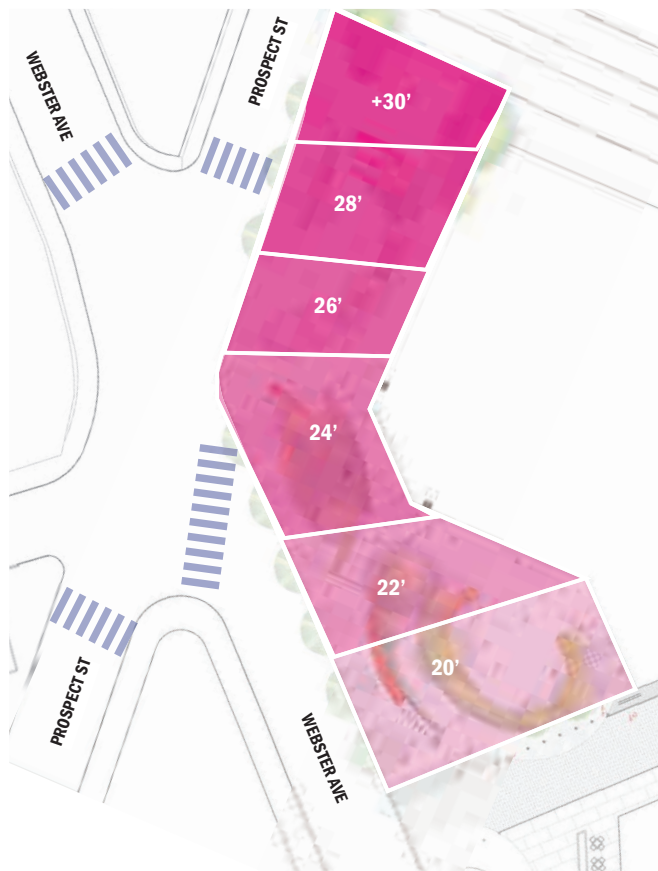 WEBSTER AVE
PROSPECT ST
+30’
28’
26’
24’
22’
20’
PROSPECT ST
WEBSTER AVE